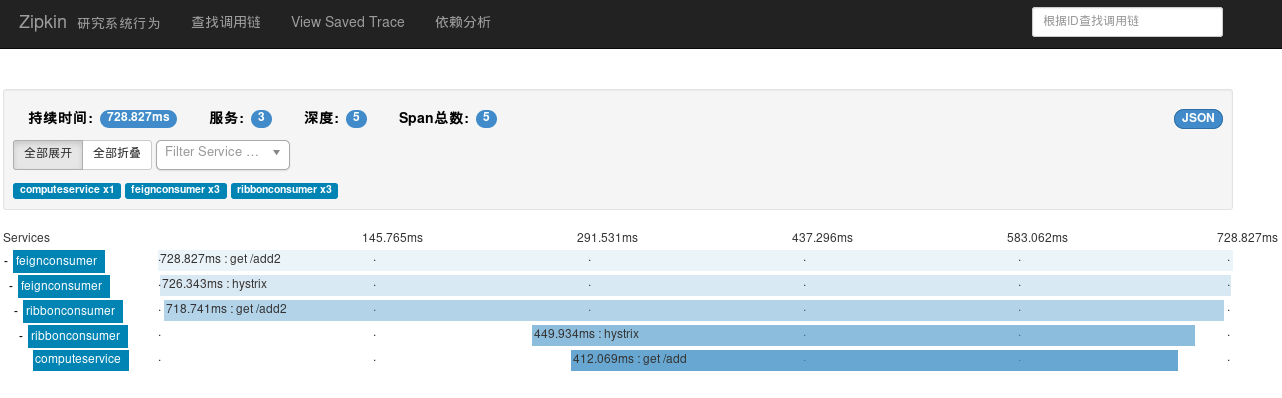 Zipkin 研究系统行为 查找调用链 View Saved Trace 依赖分析 根据ID查找调用链
持续时间: 728.827ms 服务: 3 深度: 5 Span总数: 5 JSON
全部展开 全部折叠 Filter Service ...
computeservice x1 feignconsumer x3 ribbonconsumer x3
Services 145.765ms 291.531ms 437.296ms 583.062ms 728.827ms
- feignconsumer 728.827ms : get /add2
- feignconsumer 726.343ms : hystrix
- ribbonconsumer 718.741ms : get /add2
- ribbonconsumer 449.934ms : hystrix
computeservice 412.069ms : get /add